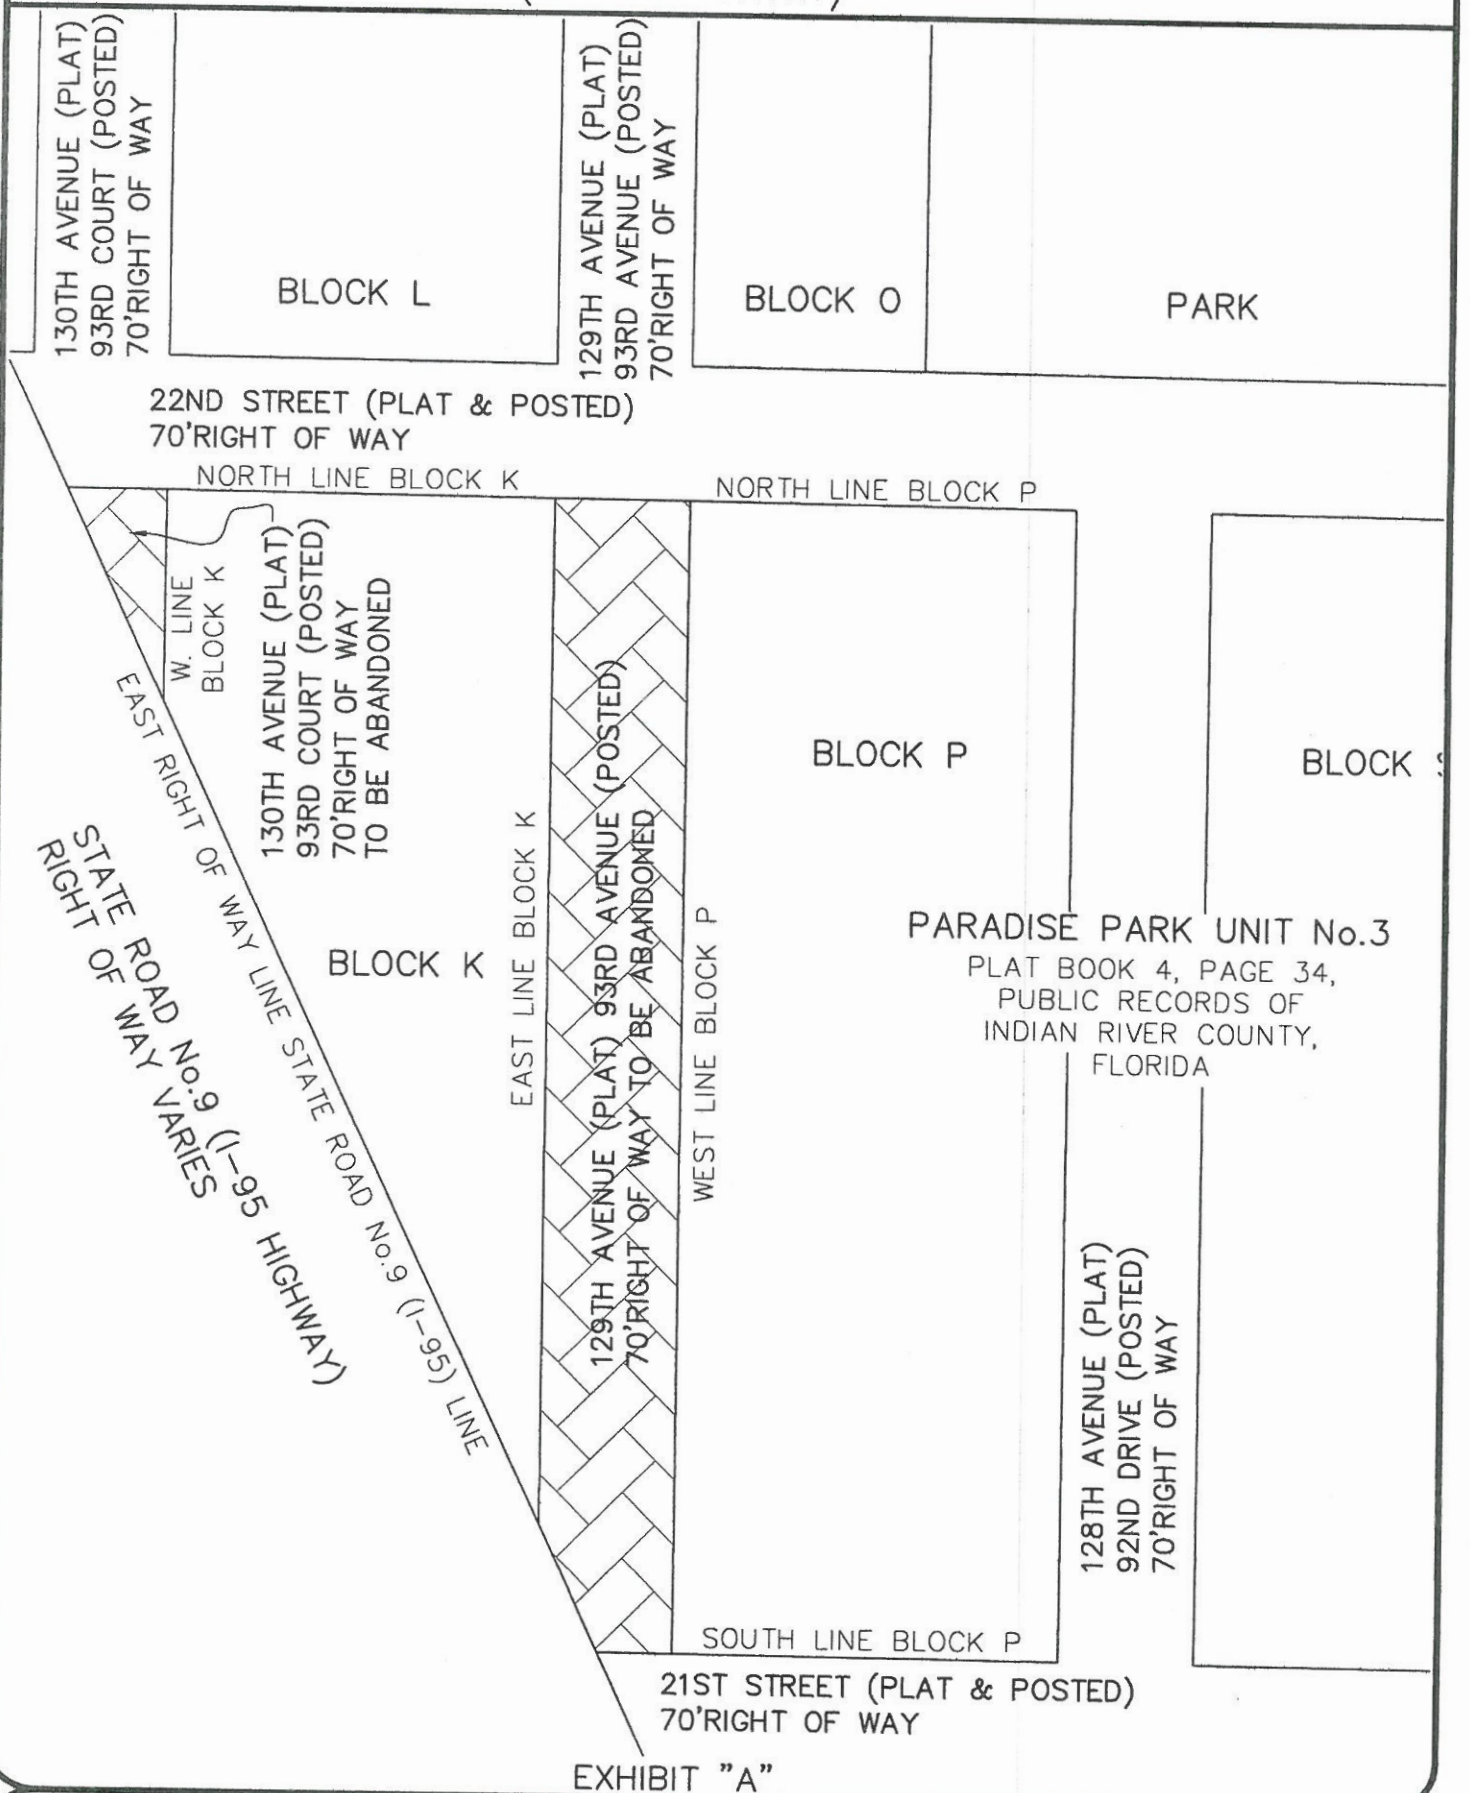 130TH AVENUE (PLAT)
93RD COURT (POSTED)
70'RIGHT OF WAY
BLOCK L
129TH AVENUE (PLAT)
93RD AVENUE (POSTED)
70'RIGHT OF WAY
BLOCK O
PARK
22ND STREET (PLAT & POSTED)
70'RIGHT OF WAY
NORTH LINE BLOCK K
NORTH LINE BLOCK P
W. LINE
BLOCK K
130TH AVENUE (PLAT)
93RD COURT (POSTED)
70'RIGHT OF WAY
TO BE ABANDONED
EAST RIGHT OF WAY LINE STATE ROAD No.9 (I-95) LINE
STATE ROAD No.9 (I-95 HIGHWAY)
RIGHT OF WAY VARIES
BLOCK K
EAST LINE BLOCK K
129TH AVENUE (PLAT) 93RD AVENUE (POSTED)
70'RIGHT OF WAY TO BE ABANDONED
WEST LINE BLOCK P
BLOCK P
BLOCK
PARADISE PARK UNIT No.3
PLAT BOOK 4, PAGE 34,
PUBLIC RECORDS OF
INDIAN RIVER COUNTY,
FLORIDA
128TH AVENUE (PLAT)
92ND DRIVE (POSTED)
70'RIGHT OF WAY
SOUTH LINE BLOCK P
21ST STREET (PLAT & POSTED)
70'RIGHT OF WAY
EXHIBIT "A"